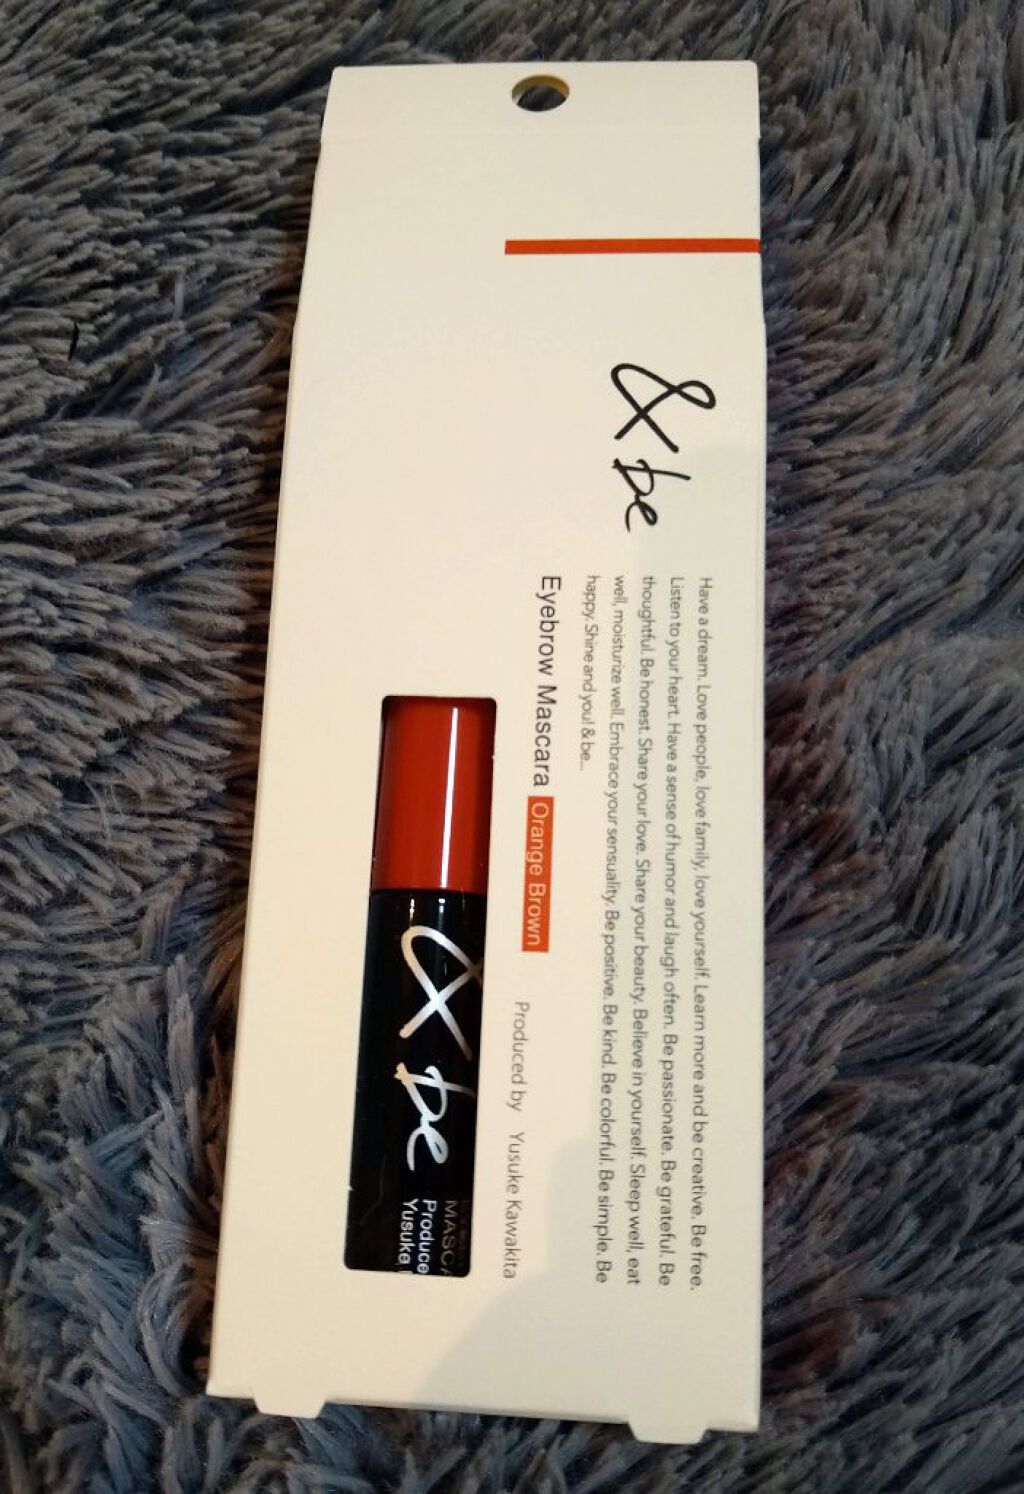 & be
Have a dream. Love people, love family, love yourself. Learn more and be creative. Be free.
Listen to your heart. Have a sense of humor and laugh often. Be passionate. Be grateful. Be
thoughtful. Be honest. Share your love. Share your beauty. Believe in yourself. Sleep well, eat
well, moisturize well. Embrace your sensuality. Be positive. Be kind. Be colorful. Be simple. Be
happy. Shine and you! & be...
Eyebrow Mascara Orange Brown
Produced by Yusuke Kawakita
& be
MASCA
Produce
Yusuke